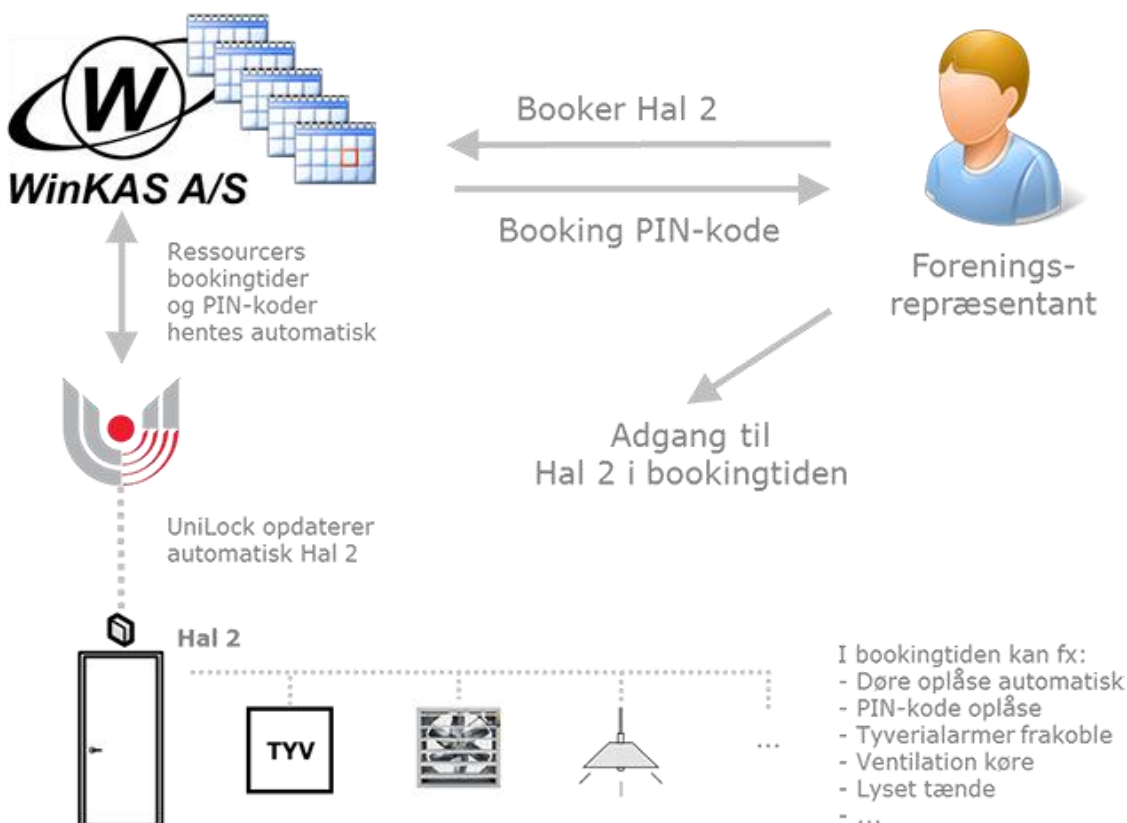 W
WinKAS A/S
Booker Hal 2
Booking PIN-kode
Forenings-
repræsentant
Ressourcers
bookingtider
og PIN-koder
hentes automatisk
Adgang til
Hal 2 i bookingtiden
UniLock opdaterer
automatisk Hal 2
Hal 2
TYV
...
I bookingtiden kan fx:
- Døre oplåse automatisk
- PIN-kode oplåse
- Tyverialarmer frakoble
- Ventilation køre
- Lyset tænde
- ...